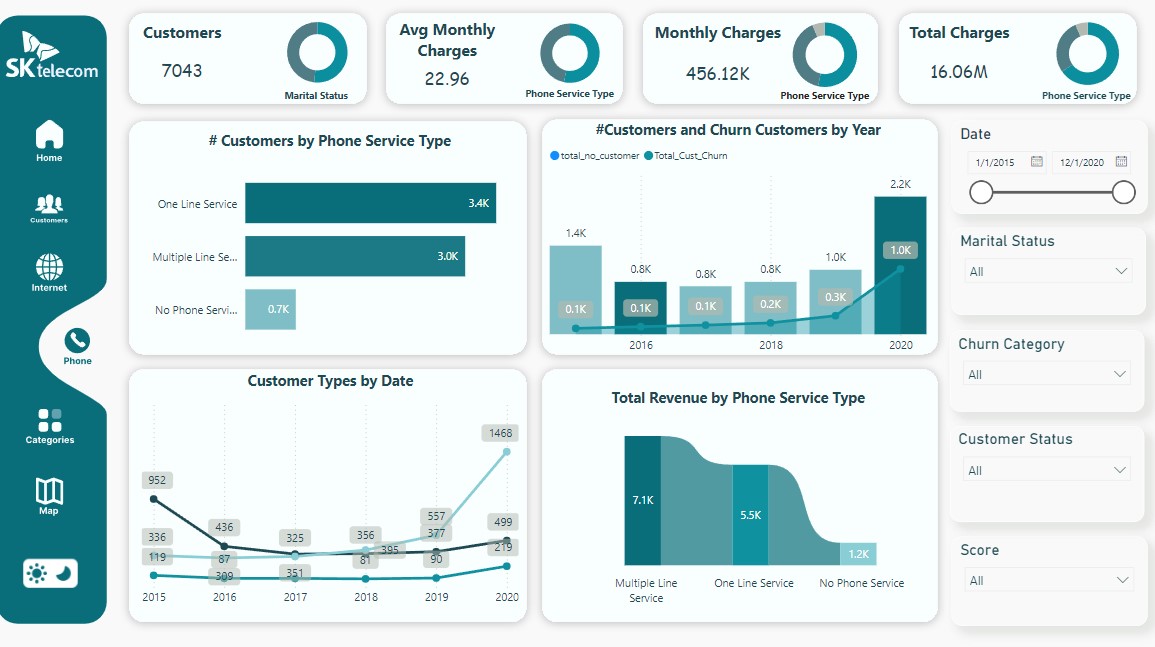 SK telecom
Home
Customers
Internet
Phone
Categories
Map
Customers
7043
Marital Status
Avg Monthly
Charges
22.96
Phone Service Type
Monthly Charges
456.12K
Phone Service Type
Total Charges
16.06M
Phone Service Type
# Customers by Phone Service Type
One Line Service
3.4K
Multiple Line Se...
3.0K
No Phone Servi...
0.7K
#Customers and Churn Customers by Year
total_no_customer Total_Cust_Churn
1.4K
0.8K
0.8K
0.8K
1.0K
2.2K
0.1K
0.1K
0.1K
0.2K
0.3K
1.0K
2016 2018 2020
Customer Types by Date
952
436
325
356
395
557
377
1468
499
219
336
119
87
309
351
81
90
2015 2016 2017 2018 2019 2020
Total Revenue by Phone Service Type
7.1K
5.5K
1.2K
Multiple Line
Service
One Line Service
No Phone Service
Date
1/1/2015 12/1/2020
Marital Status
All
Churn Category
All
Customer Status
All
Score
All